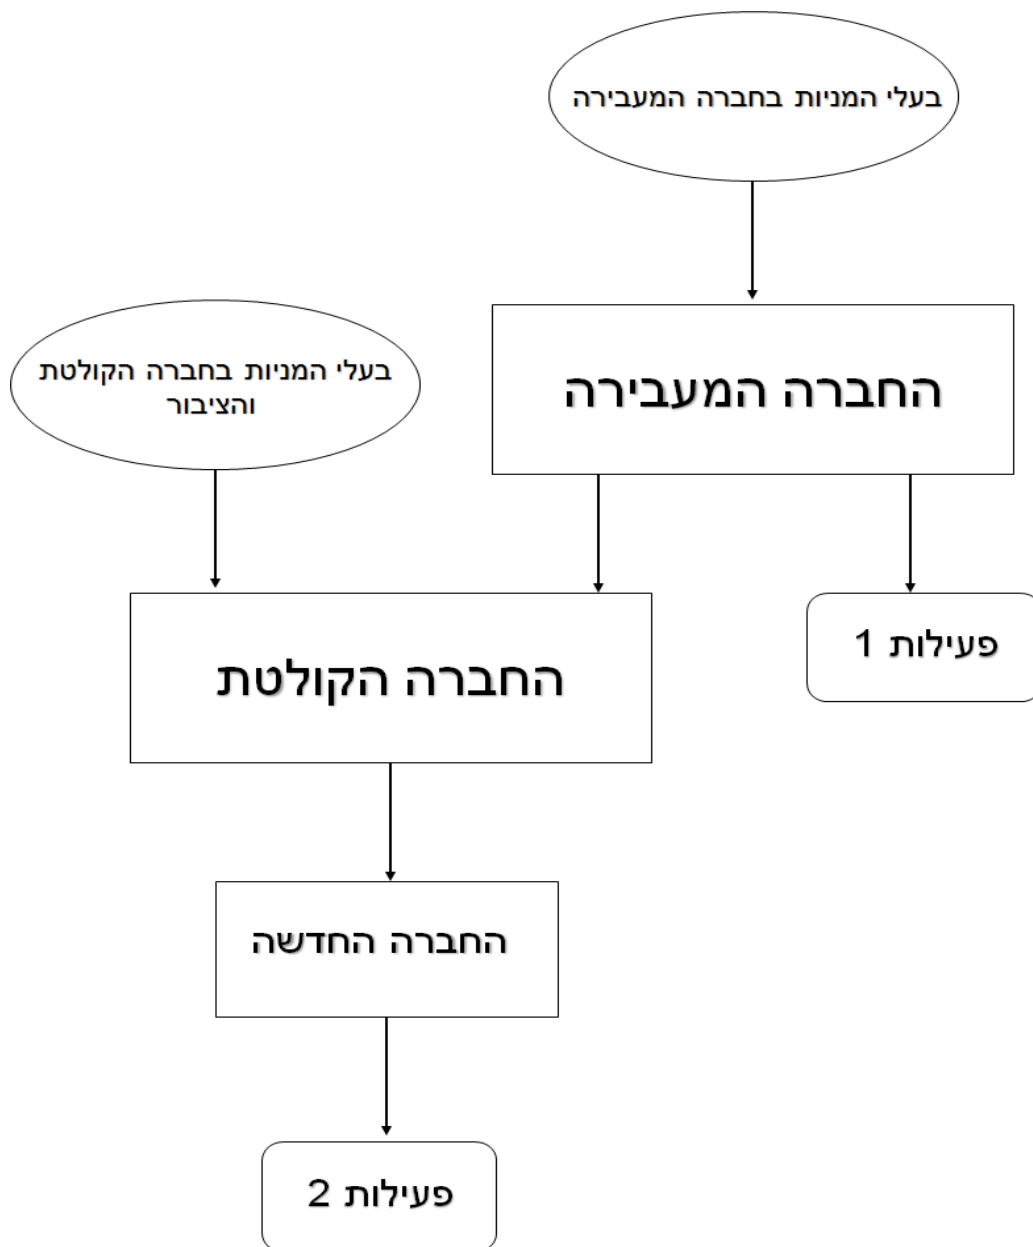 בעלי המניות בחברה המעבירה
החברה המעבירה
בעלי המניות בחברה הקולטת
והציבור
פעילות 1
החברה הקולטת
החברה החדשה
פעילות 2